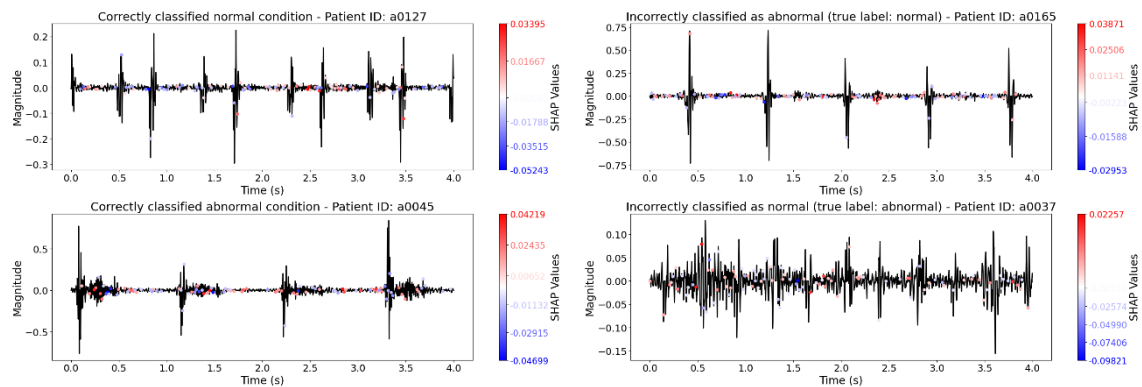 Correctly classified normal condition - Patient ID: a0127
0.2
0.1
0.0
-0.1
-0.2
-0.3
Magnitude
0.0 0.5 1.0 1.5 2.0 2.5 3.0 3.5 4.0
Time (s)
0.03395
0.01667
-0.01788
-0.03515
-0.05243
SHAP Values
Incorrectly classified as abnormal (true label: normal) - Patient ID: a0165
0.75
0.50
0.25
0.00
-0.25
-0.50
-0.75
Magnitude
0.0 0.5 1.0 1.5 2.0 2.5 3.0 3.5 4.0
Time (s)
0.03871
0.02506
0.01141
-0.01588
-0.02953
SHAP Values
Correctly classified abnormal condition - Patient ID: a0045
0.5
0.0
-0.5
Magnitude
0.0 0.5 1.0 1.5 2.0 2.5 3.0 3.5 4.0
Time (s)
0.04219
0.02435
0.00652
-0.01132
-0.02915
-0.04699
SHAP Values
Incorrectly classified as normal (true label: abnormal) - Patient ID: a0037
0.10
0.05
0.00
-0.05
-0.10
-0.15
Magnitude
0.0 0.5 1.0 1.5 2.0 2.5 3.0 3.5 4.0
Time (s)
0.02257
-0.02574
-0.04990
-0.07406
-0.09821
SHAP Values